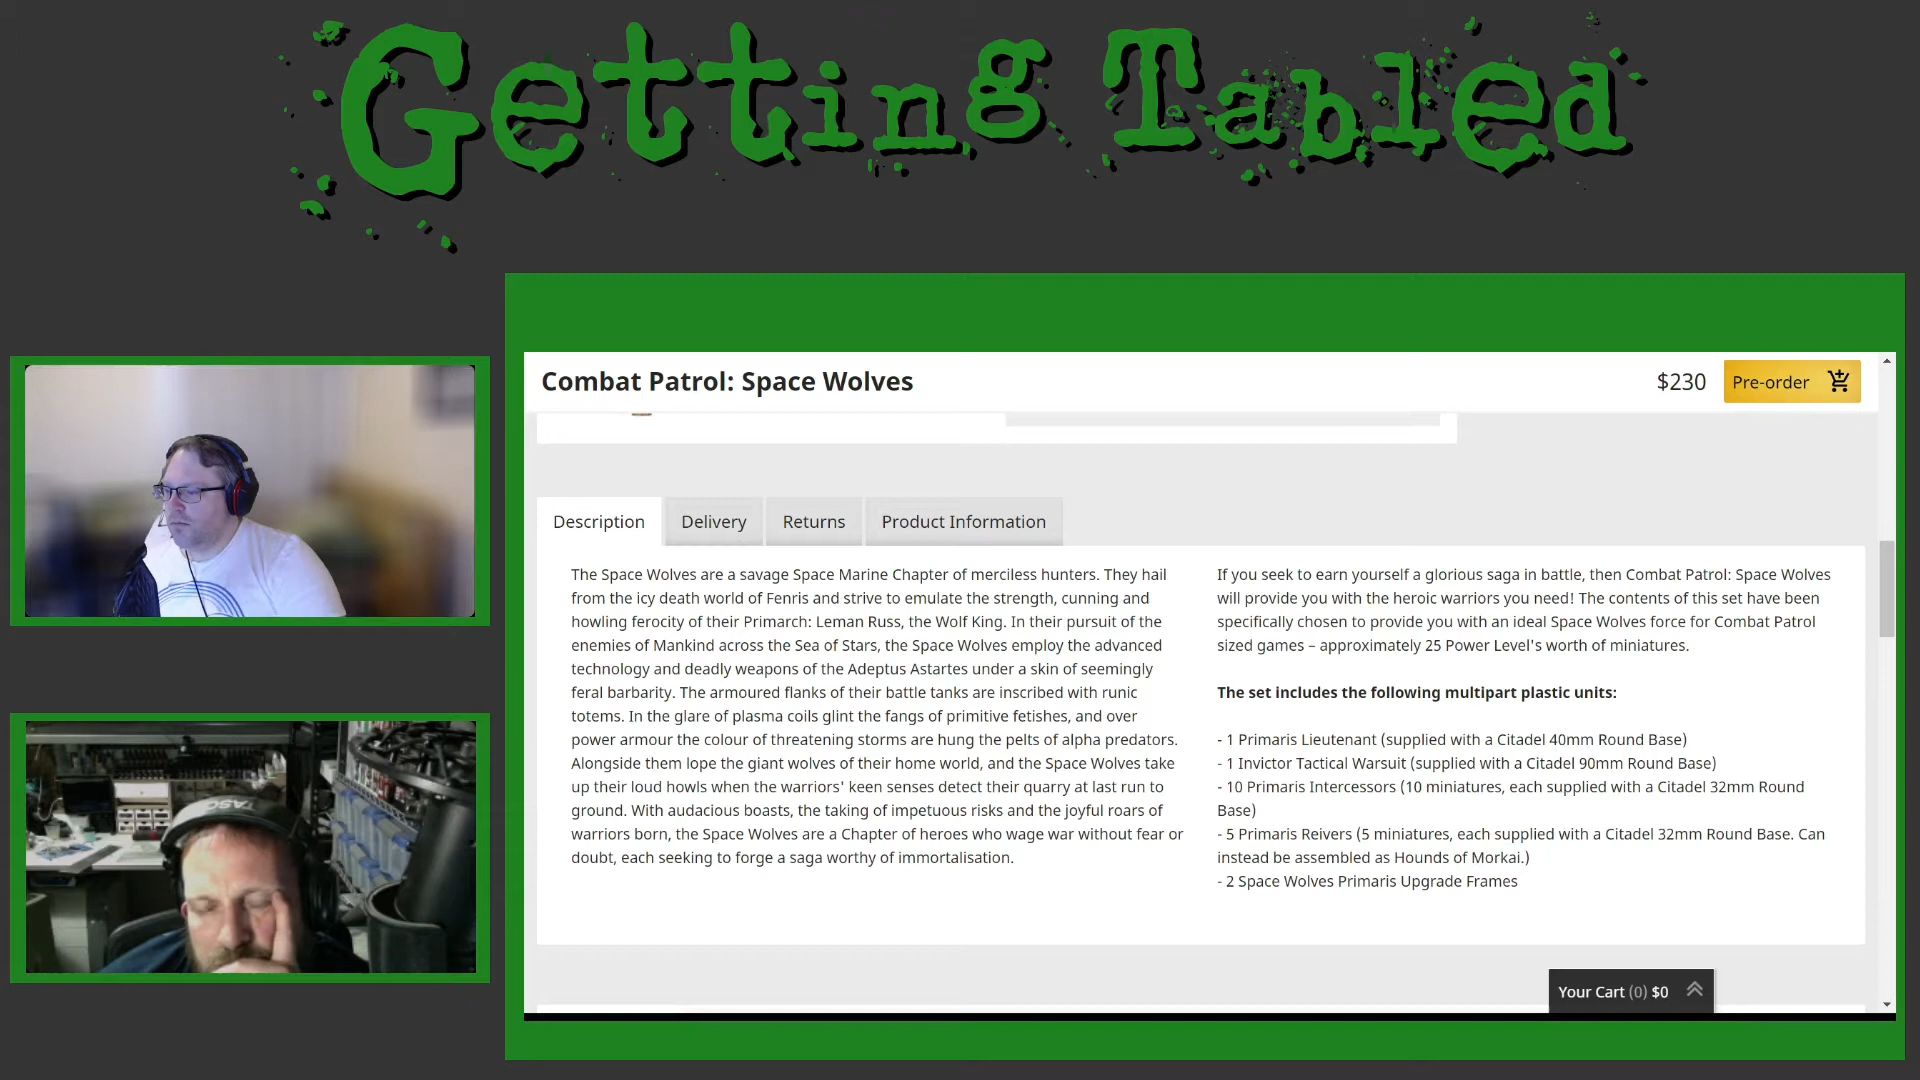 Getting Tabled
Combat Patrol: Space Wolves
$230
Pre-order
Description
Delivery
Returns
Product Information
The Space Wolves are a savage Space Marine Chapter of merciless hunters. They hail
from the icy death world of Fenris and strive to emulate the strength, cunning and
howling ferocity of their Primarch: Leman Russ, the Wolf King. In their pursuit of the
enemies of Mankind across the Sea of Stars, the Space Wolves employ the advanced
technology and deadly weapons of the Adeptus Astartes under a skin of seemingly
feral barbarity. The armoured flanks of their battle tanks are inscribed with runic
totems. In the glare of plasma coils glint the fangs of primitive fetishes, and over
power armour the colour of threatening storms are hung the pelts of alpha predators.
Alongside them lope the giant wolves of their home world, and the Space Wolves take
up their loud howls when the warriors' keen senses detect their quarry at last run to
ground. With audacious boasts, the taking of impetuous risks and the joyful roars of
warriors born, the Space Wolves are a Chapter of heroes who wage war without fear or
doubt, each seeking to forge a saga worthy of immortalisation.
If you seek to earn yourself a glorious saga in battle, then Combat Patrol: Space Wolves
will provide you with the heroic warriors you need! The contents of this set have been
specifically chosen to provide you with an ideal Space Wolves force for Combat Patrol
sized games – approximately 25 Power Level's worth of miniatures.
The set includes the following multipart plastic units:
- 1 Primaris Lieutenant (supplied with a Citadel 40mm Round Base)
- 1 Invictor Tactical Warsuit (supplied with a Citadel 90mm Round Base)
- 10 Primaris Intercessors (10 miniatures, each supplied with a Citadel 32mm Round
Base)
- 5 Primaris Reivers (5 miniatures, each supplied with a Citadel 32mm Round Base. Can
instead be assembled as Hounds of Morkai.)
- 2 Space Wolves Primaris Upgrade Frames
Your Cart (0) $0